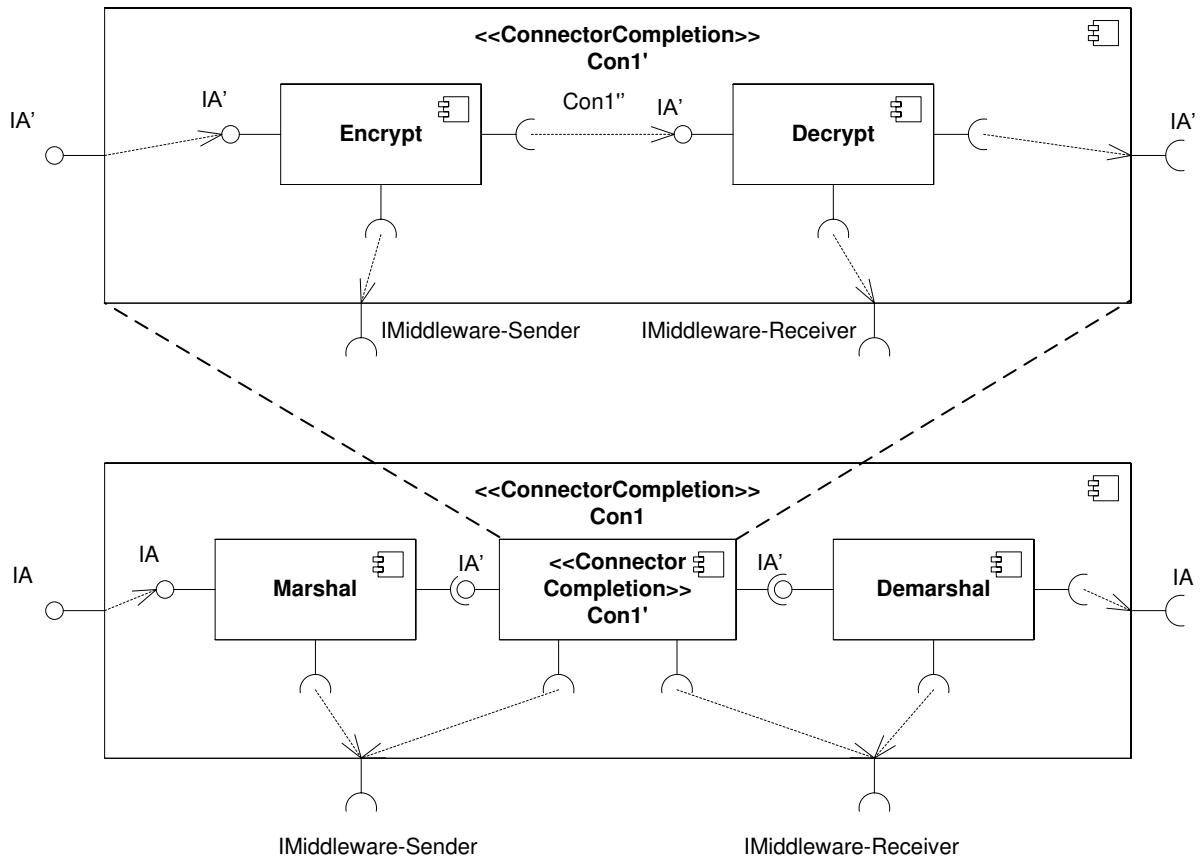 <<ConnectorCompletion>>
Con1'
IA’
IA’
Encrypt
Con1’’
IA’
Decrypt
IA’
IMiddleware-Sender
IMiddleware-Receiver
<<ConnectorCompletion>>
Con1
IA
IA
Marshal
IA’
<<Connector
Completion>>
Con1'
IA’
Demarshal
IA
IMiddleware-Sender
IMiddleware-Receiver